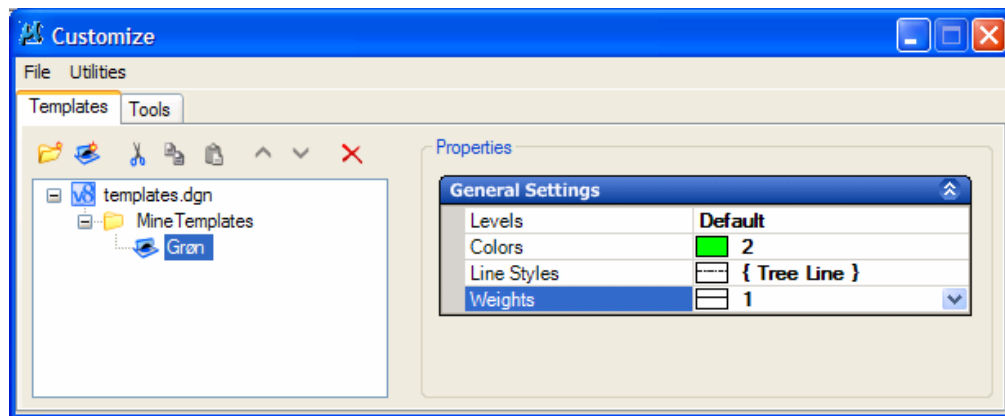 Customize
File Utilities
Templates Tools
Properties
v8 templates.dgn
MineTemplates
Grøn
General Settings
Levels Default
Colors 2
Line Styles { Tree Line }
Weights 1